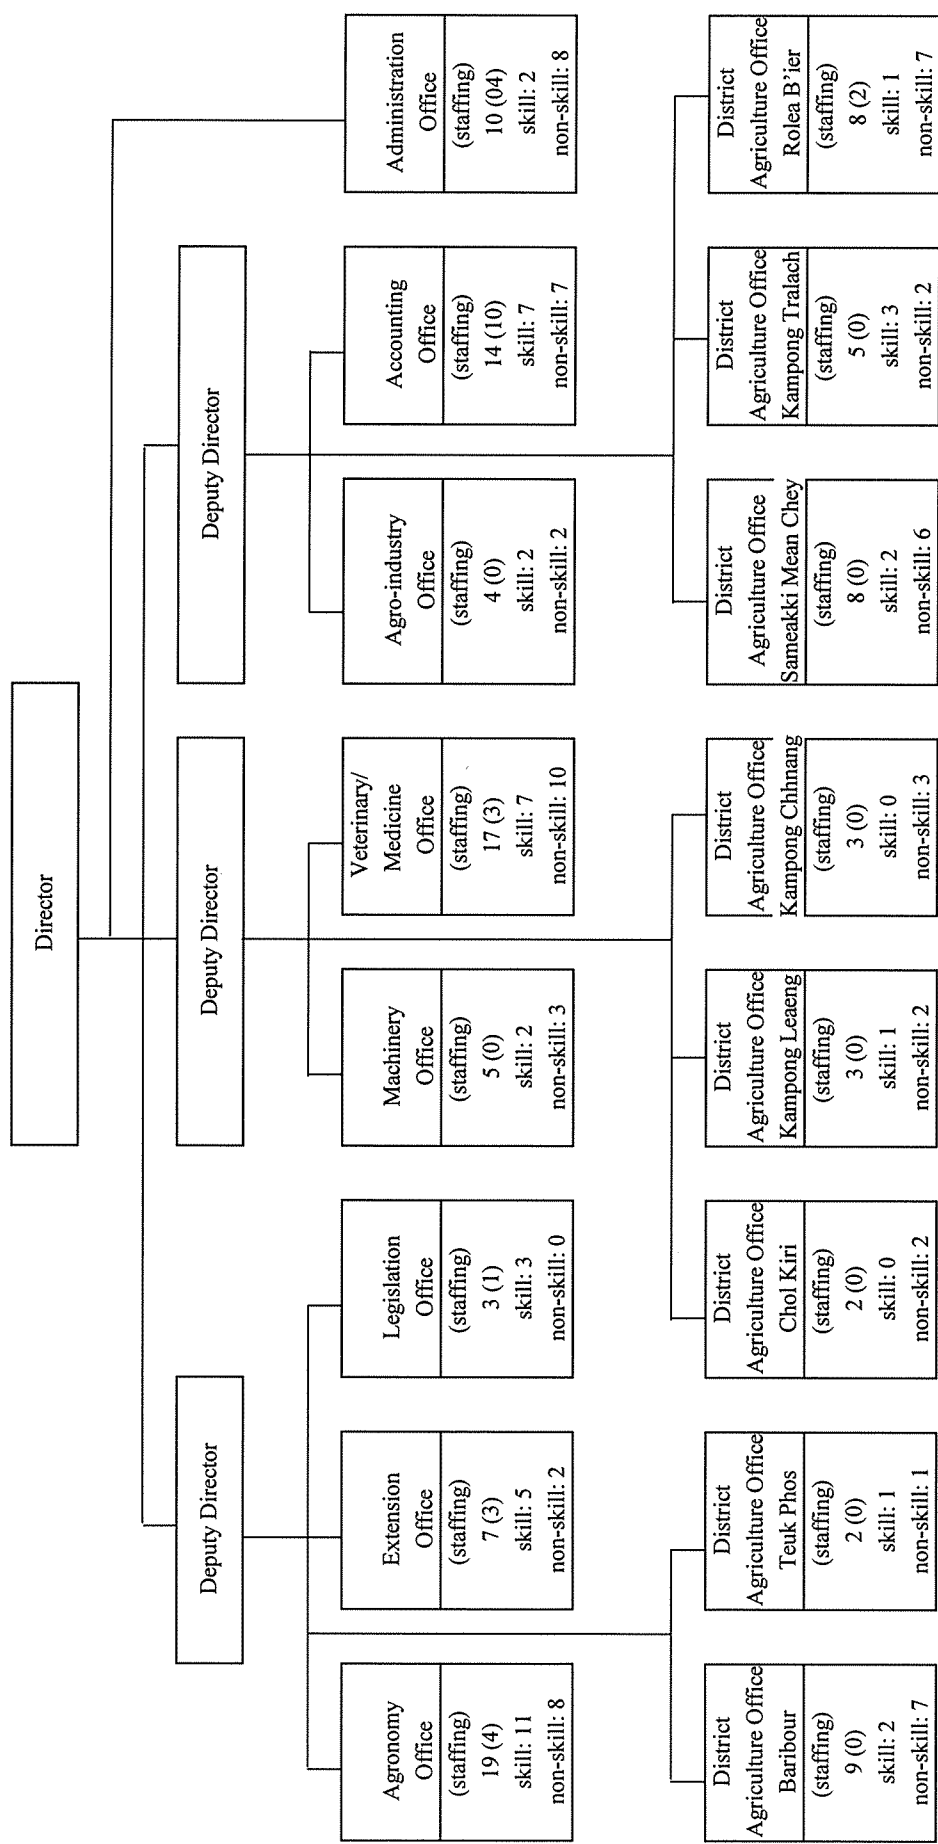 Director
Deputy Director
Deputy Director
Deputy Director
Agronomy
Office
(staffing)
19 (4)
skill: 11
non-skill: 8
Extension
Office
(staffing)
7 (3)
skill: 5
non-skill: 2
Legislation
Office
(staffing)
3 (1)
skill: 3
non-skill: 0
Machinery
Office
(staffing)
5 (0)
skill: 2
non-skill: 3
Veterinary/
Medicine
Office
(staffing)
17 (3)
skill: 7
non-skill: 10
Agro-industry
Office
(staffing)
4 (0)
skill: 2
non-skill: 2
Accounting
Office
(staffing)
14 (10)
skill: 7
non-skill: 7
Administration
Office
(staffing)
10 (04)
skill: 2
non-skill: 8
District
Agriculture Office
Baribour
(staffing)
9 (0)
skill: 2
non-skill: 7
District
Agriculture Office
Teuk Phos
(staffing)
2 (0)
skill: 1
non-skill: 1
District
Agriculture Office
Chol Kiri
(staffing)
2 (0)
skill: 0
non-skill: 2
District
Agriculture Office
Kampong Leaeng
(staffing)
3 (0)
skill: 1
non-skill: 2
District
Agriculture Office
Kampong Chhnang
(staffing)
3 (0)
skill: 0
non-skill: 3
District
Agriculture Office
Sameakki Mean Chey
(staffing)
8 (0)
skill: 2
non-skill: 6
District
Agriculture Office
Kampong Tralach
(staffing)
5 (0)
skill: 3
non-skill: 2
District
Agriculture Office
Rolea B'ier
(staffing)
8 (2)
skill: 1
non-skill: 7